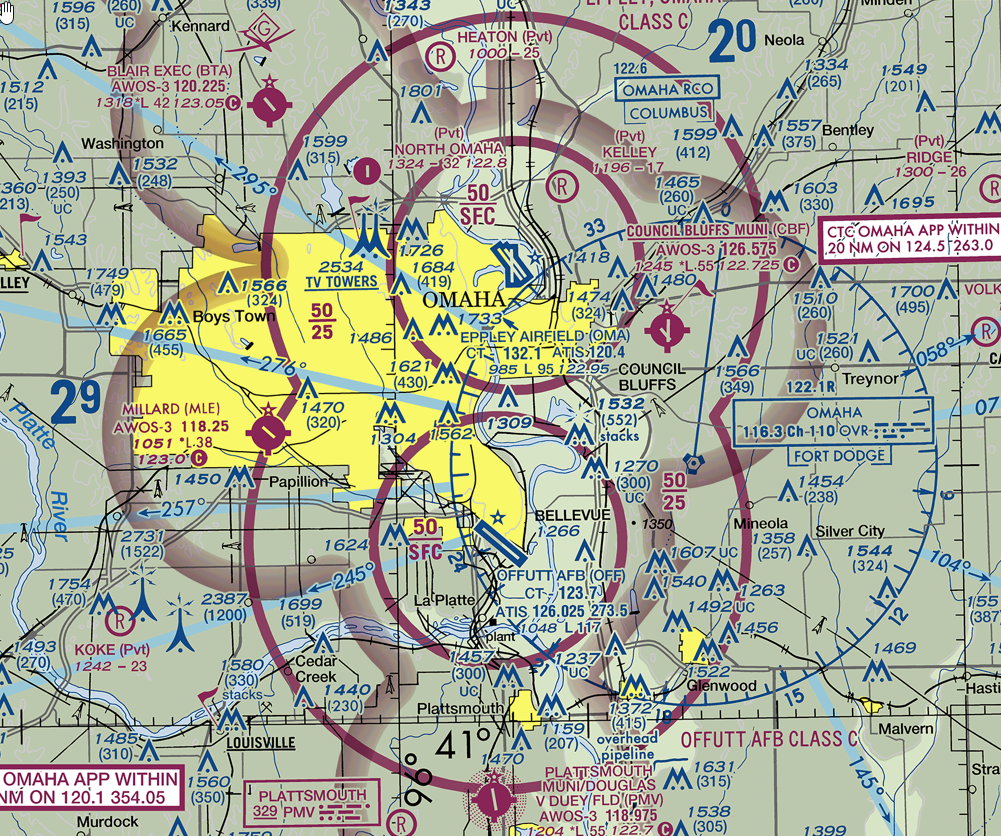 1596
(315)
(260)
UC
Kennard
(339)
1343
(270)
UC
EPPLEY, OMAHA
CLASS C
HEATON (Pvt)
1000 - 25
R
20
Neola
Minden
G
BLAIR EXEC (BTA)
AWOS-3 120.225
1318 *L 42 123.05 C
1512
(215)
1801
122.6
OMAHA RCO
COLUMBUS
1334
(265)
1549
(201)
1599
(412)
1557
(375)
Bentley
Washington
1599
(315)
(Pvt)
NORTH OMAHA
1324 - 32 122.8
(Pvt)
KELLEY
1196 - 17
R
(Pvt)
RIDGE
1300 - 26
R
1532
(248)
1393
(250)
UC
295°
1465
(260)
UC
1603
(330)
1695
50
SFC
1543
33
0
COUNCIL BLUFFS MUNI (CBF)
AWOS-3 126.575
1245 *L 55 122.725 C
CTC OMAHA APP WITHIN
20 NM ON 124.5 263.0
1726
2534
TV TOWERS
1684
(419)
1418
1480
1474
(324)
1749
(479)
1566
(324)
OMAHA
1733
1510
(260)
1700
(495)
Boys Town
1665
(455)
50
25
1486
EPPLEY AIRFIELD (OMA)
CT - 132.1 ATIS 120.4
985 L 95 122.95
R
1521
(260)
UC
058°
276°
1621
(430)
COUNCIL
BLUFFS
1566
(349)
122.1R
Treynor
29
1470
(320)
1309
1532
(552)
stacks
OMAHA
116.3 Ch 110 OVR
FORT DODGE
MILLARD (MLE)
AWOS-3 118.25
1051 *L 38
123.0 C
1304
1562
Platte
River
1450
Papillion
1270
(300)
UC
50
25
1454
(238)
6
257°
BELLEVUE
1266
1350
Mineola
1358
(257)
Silver City
2731
(1522)
1624
50
SFC
24
1607 UC
1544
(324)
104°
OFFUTT AFB (OFF)
CT - 123.7
ATIS 126.025 273.5
1048 L 117
1754
(470)
245°
1540
1263
2387
(1200)
1699
(519)
La Platte
1492 UC
12
R
KOKE (Pvt)
1242 - 23
plant
1456
1493
(270)
1580
(330)
stacks
Cedar
Creek
1457
(300)
UC
1237
UC
1522
Glenwood
1469
1440
(230)
15
Plattsmouth
1159
(207)
1372
(415)
18
overhead
pipeline
Malvern
1485
(310)
LOUISVILLE
41°
96°
OFFUTT AFB CLASS C
145°
1470
OMAHA APP WITHIN
NM ON 120.1 354.05
1560
(350)
PLATTSMOUTH
329 PMV
PLATTSMOUTH
MUNI/DOUGLAS
V DUEY FLD (PMV)
AWOS-3 118.975
1204 *L 55 122.7 C
1631
(315)
1538
(305)
Murdock
R